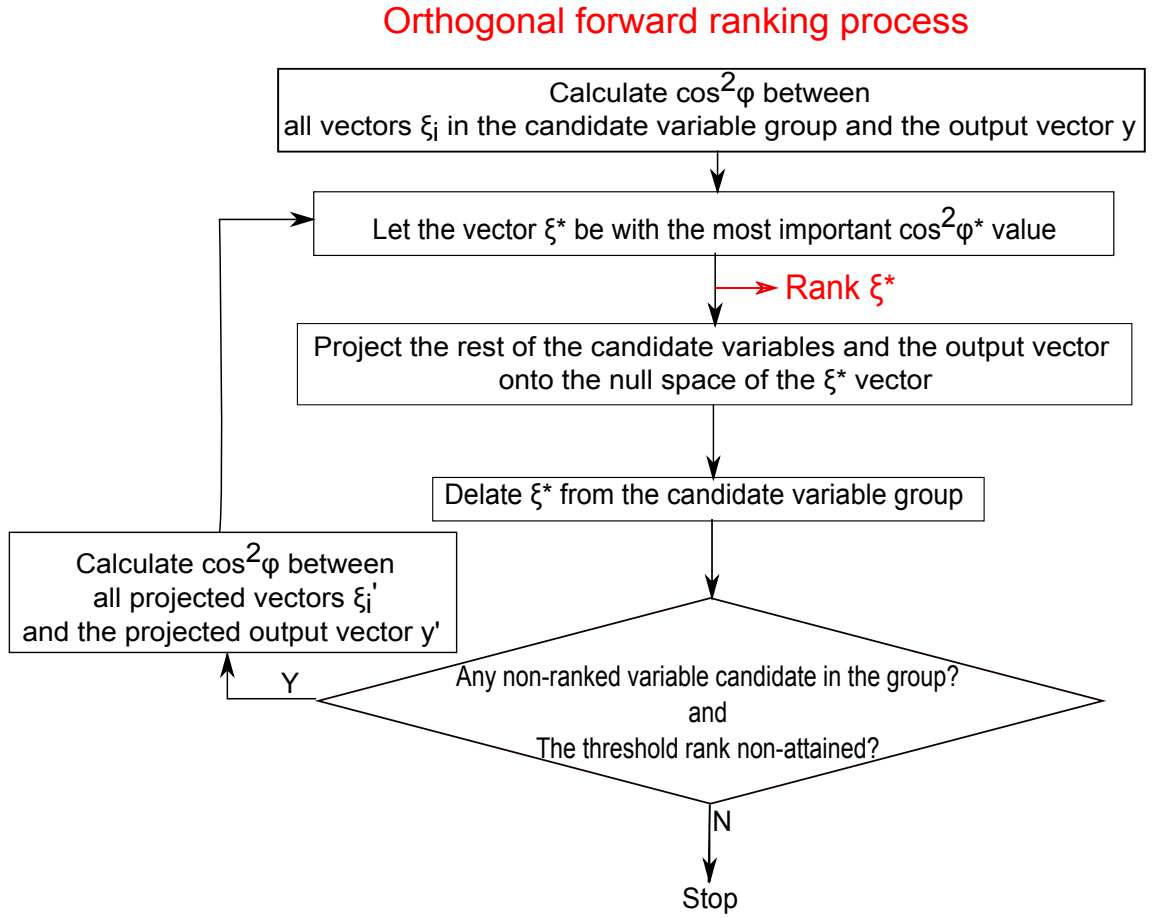 Orthogonal forward ranking process
Calculate cos²φ between
all vectors ξi in the candidate variable group and the output vector y
Let the vector ξ* be with the most important cos²φ* value
Rank ξ*
Project the rest of the candidate variables and the output vector
onto the null space of the ξ* vector
Delate ξ* from the candidate variable group
Calculate cos²φ between
all projected vectors ξi'
and the projected output vector y'
Any non-ranked variable candidate in the group?
and
The threshold rank non-attained?
Y
N
Stop